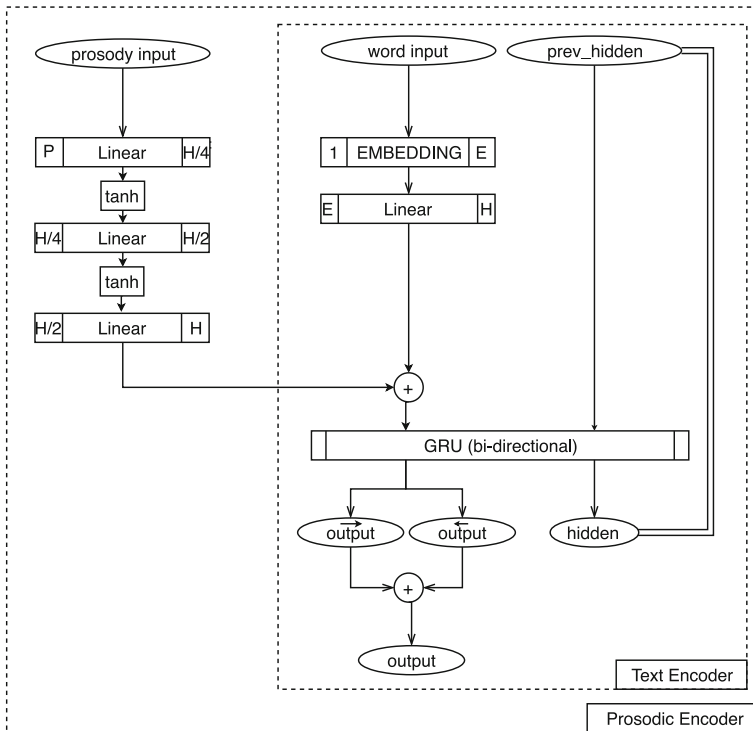 prosody input
word input
prev_hidden
P Linear H/4
1 EMBEDDING E
tanh
E Linear H
H/4 Linear H/2
tanh
H/2 Linear H
+
GRU (bi-directional)
output
output
hidden
+
output
Text Encoder
Prosodic Encoder